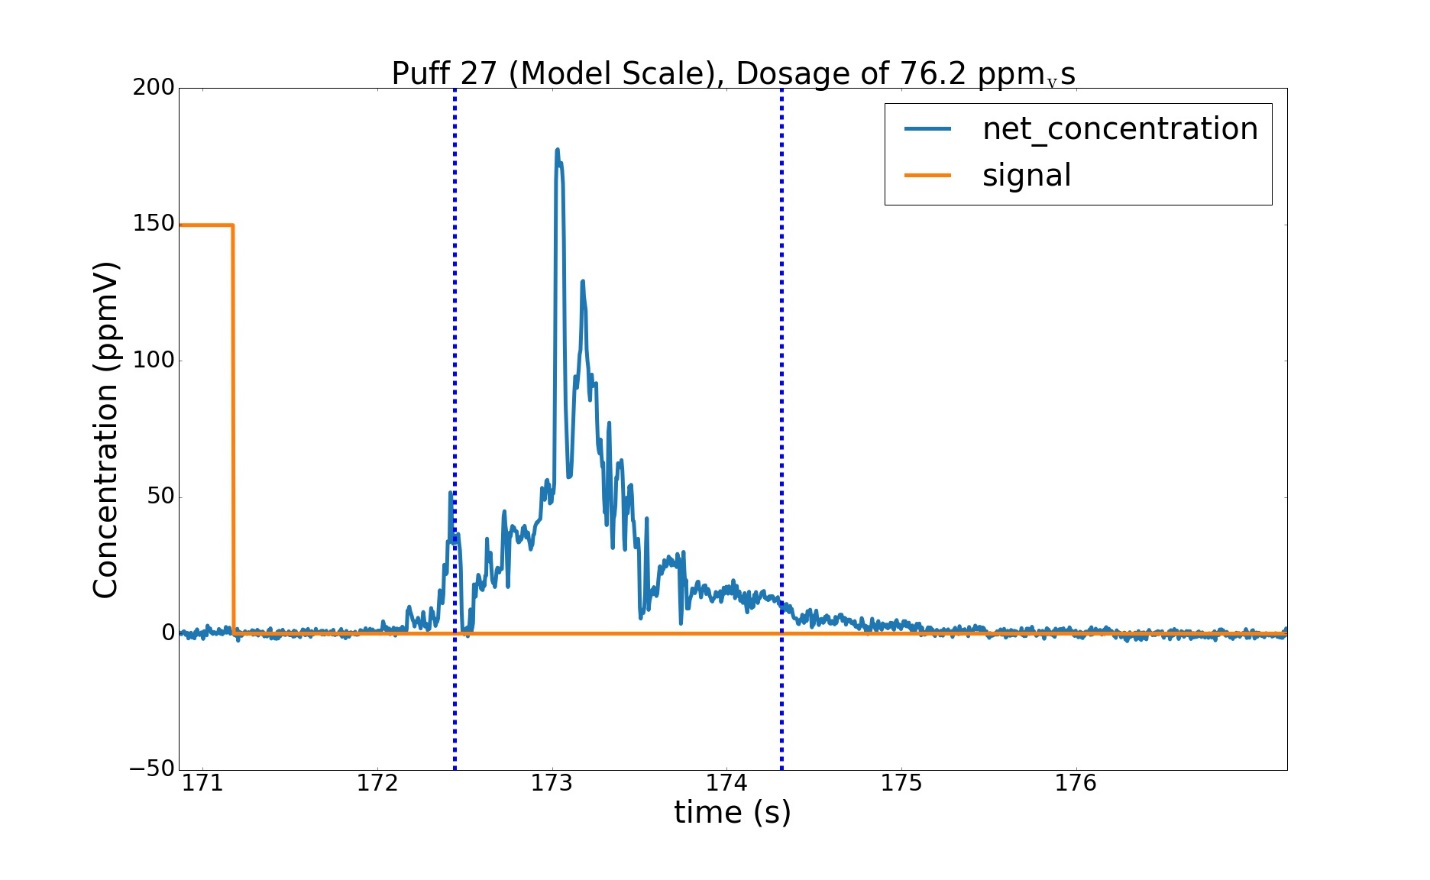 Puff 27 (Model Scale), Dosage of 76.2 ppmᵥs
200
150
100
50
0
−50
Concentration (ppmV)
net_concentration
signal
171 172 173 174 175 176
time (s)